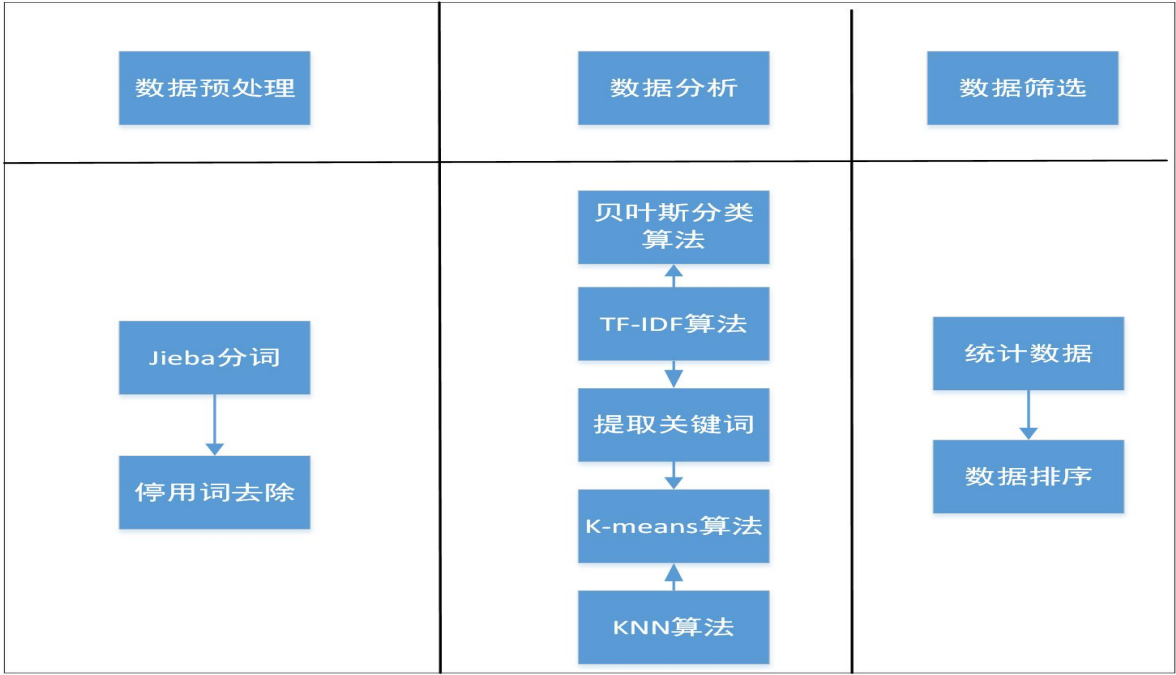 数据预处理
数据分析
数据筛选
Jieba分词
停用词去除
贝叶斯分类
算法
TF-IDF算法
提取关键词
K-means算法
KNN算法
统计数据
数据排序